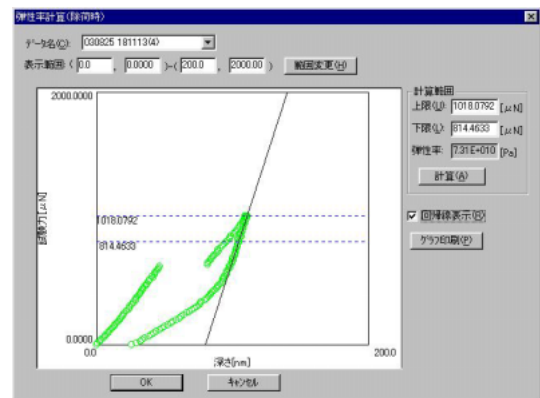 弾性率計算(除荷時)
データ名(C): 030825 181113(4)
表示範囲 ( 0.0 , 0.0000 )-( 200.0 , 2000.00 ) 範囲変更(H)
計算範囲
上限(U): 1018.0792 [μN]
下限(L): 814.4633 [μN]
弾性率: 7.31E+010 [Pa]
計算(A)
回帰線表示(R)
グラフ印刷(P)
2000.0000
試験力[μN]
1018.0792
814.4633
0.0000
0.0
深さ[nm]
200.0
OK
キャンセル